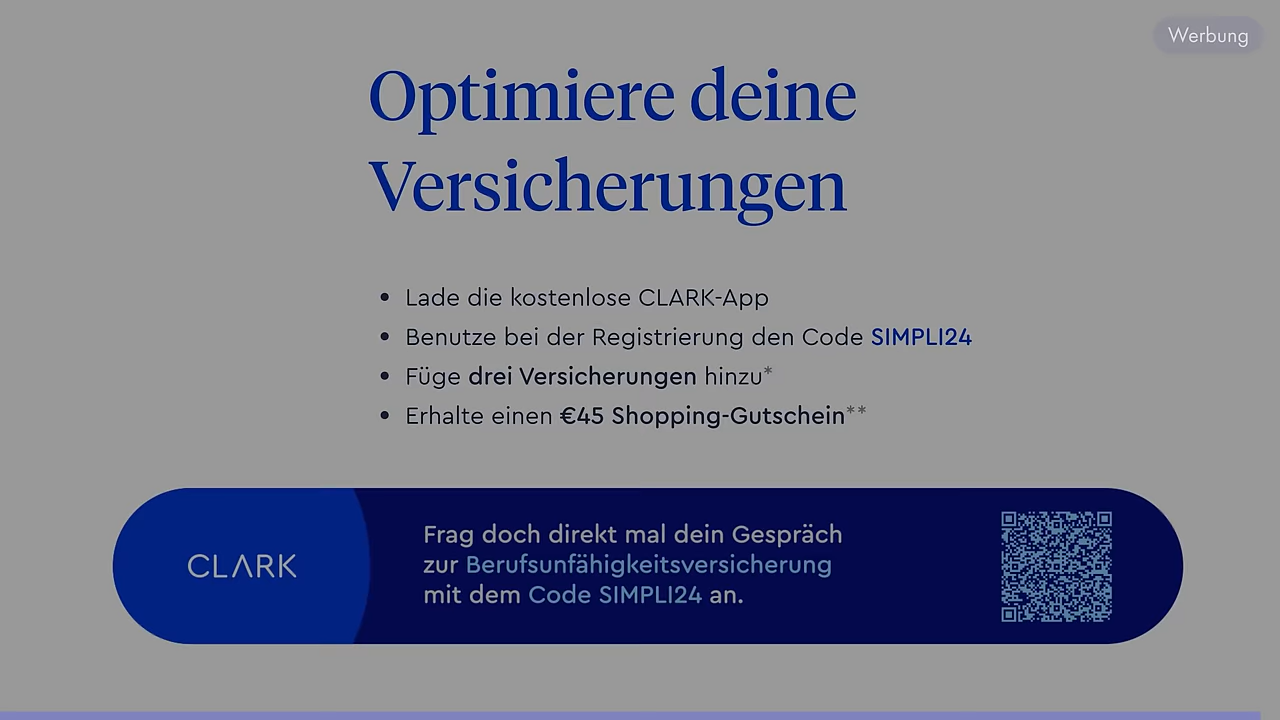 Werbung
Optimiere deine
Versicherungen
• Lade die kostenlose CLARK-App
• Benutze bei der Registrierung den Code SIMPLI24
• Füge drei Versicherungen hinzu*
• Erhalte einen €45 Shopping-Gutschein**
CLARK
Frag doch direkt mal dein Gespräch
zur Berufsunfähigkeitsversicherung
mit dem Code SIMPLI24 an.